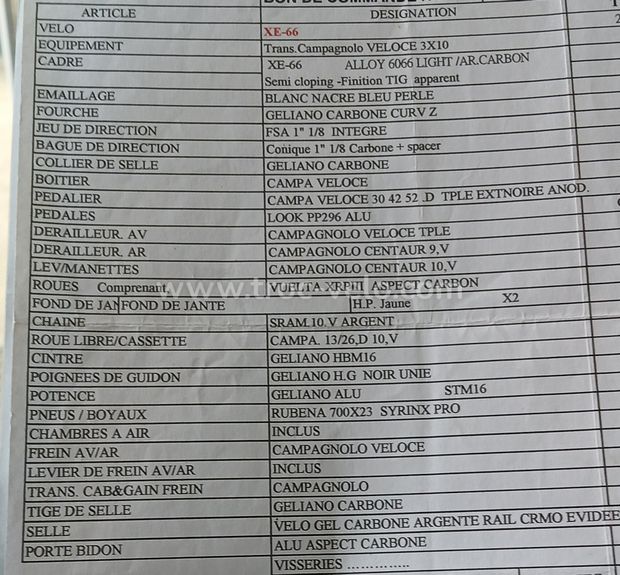 ARTICLE DESIGNATION
VELO XE-66
EQUIPEMENT Trans.Campagnolo VELOCE 3X10
CADRE XE-66 ALLOY 6066 LIGHT /AR.CARBON
Semi cloping -Finition TIG apparent
EMAILLAGE BLANC NACRE BLEU PERLE
FOURCHE GELIANO CARBON CURV Z
JEU DE DIRECTION FSA 1" 1/8 INTEGRE
BAGUE DE DIRECTION Conique 1" 1/8 Carbone + spacer
COLLIER DE SELLE GELIANO CARBONE
BOITIER CAMPA VELOCE
PEDALIER CAMPA VELOCE 30 42 52 .D TPLE EXTNOIRE ANOD.
PEDALES LOOK PP296 ALU
DERAILLEUR. AV CAMPAGNOLO VELOCE TPLE
DERAILLEUR. AR CAMPAGNOLO CENTAUR 9,V
LEV/MANETTES CAMPAGNOLO CENTAUR 10,V
ROUES Comprenant, VUELTA XRPIII ASPECT CARBON
FOND DE JAN FOND DE JANTE H.P. Jaune X2
CHAINE SRAM.10.V ARGENT
ROUE LIBRE/CASSETTE CAMPA. 13/26,D 10,V
CINTRE GELIANO HBM16
POIGNEES DE GUIDON GELIANO H.G NOIR UNIE
POTENCE GELIANO ALU STM16
PNEUS / BOYAUX RUBENA 700X23 SYRINX PRO
CHAMBRES A AIR INCLUS
FREIN AV/AR CAMPAGNOLO VELOCE
LEVIER DE FREIN AV/AR INCLUS
TRANS. CAB&GAIN FREIN CAMPAGNOLO
TIGE DE SELLE GELIANO CARBONE
SELLE VELO GEL CARBONE ARGENTE RAIL CRMO EVIDEE
PORTE BIDON ALU ASPECT CARBONE
VISSERIES ..............